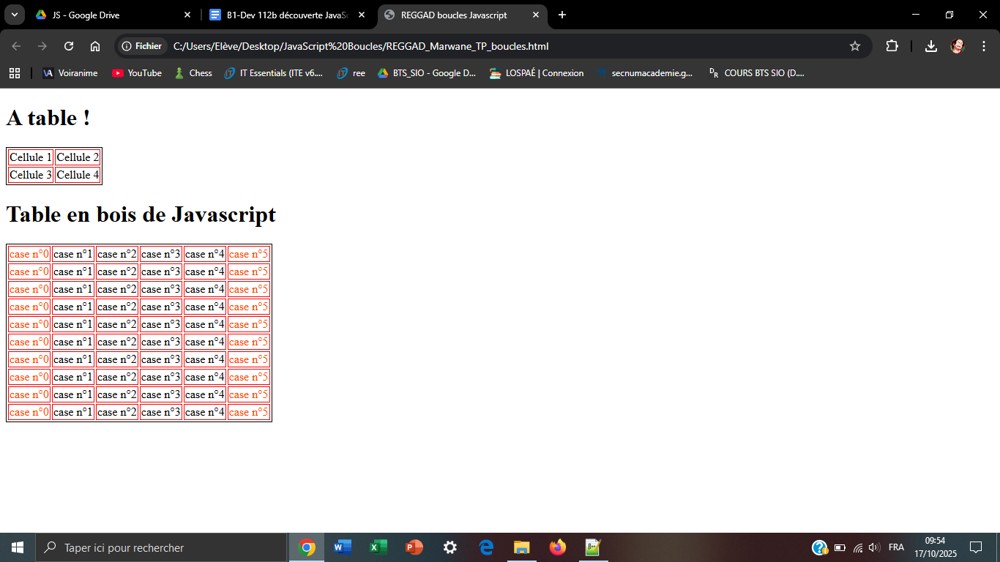 JS - Google Drive
B1-Dev 112b découverte JavaSc
REGGAD boucles Javascript
Fichier
C:/Users/Elève/Desktop/JavaScript%20Boucles/REGGAD_Marwane_TP_boucles.html
VA Voiranime
YouTube
Chess
IT Essentials (ITE v6....
ree
BTS_SIO - Google D...
LOSPAÉ | Connexion
secnumacademie.g...
DR COURS BTS SIO (D....
A table !
Cellule 1 Cellule 2
Cellule 3 Cellule 4
Table en bois de Javascript
case n°0 case n°1 case n°2 case n°3 case n°4 case n°5
case n°0 case n°1 case n°2 case n°3 case n°4 case n°5
case n°0 case n°1 case n°2 case n°3 case n°4 case n°5
case n°0 case n°1 case n°2 case n°3 case n°4 case n°5
case n°0 case n°1 case n°2 case n°3 case n°4 case n°5
case n°0 case n°1 case n°2 case n°3 case n°4 case n°5
case n°0 case n°1 case n°2 case n°3 case n°4 case n°5
case n°0 case n°1 case n°2 case n°3 case n°4 case n°5
case n°0 case n°1 case n°2 case n°3 case n°4 case n°5
case n°0 case n°1 case n°2 case n°3 case n°4 case n°5
Taper ici pour rechercher
FRA
09:54
17/10/2025